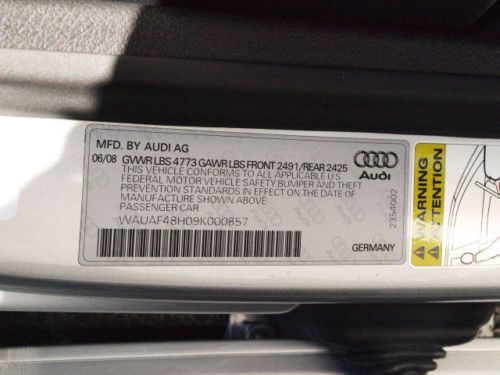 MFD. BY AUDI AG
06/08 GVWR LBS 4773 GAWR LBS FRONT 2491/REAR 2425
THIS VEHICLE CONFORMS TO ALL APPLICABLE U.S
FEDERAL MOTOR VEHICLE SAFETY BUMPER AND THEFT
PREVENTION STANDARDS IN EFFECT ON THE DATE OF
MANUFACTURE SHOWN ABOVE
PASSENGER CAR
WAUAF48H09K000857
GERMANY
Audi
2354002
WARNING
ATTENTION